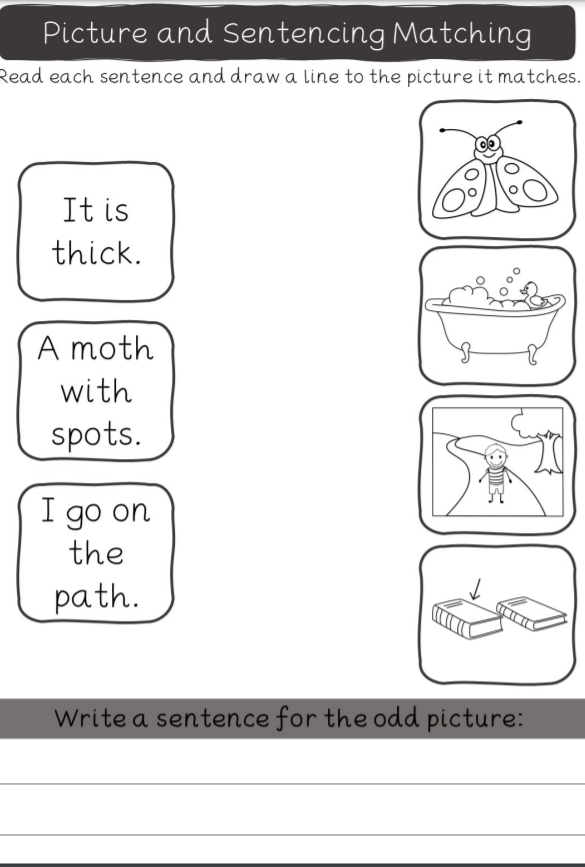 Picture and Sentencing Matching
Read each sentence and draw a line to the picture it matches.
It is
thick.
A moth
with
spots.
I go on
the
path.
Write a sentence for the odd picture: